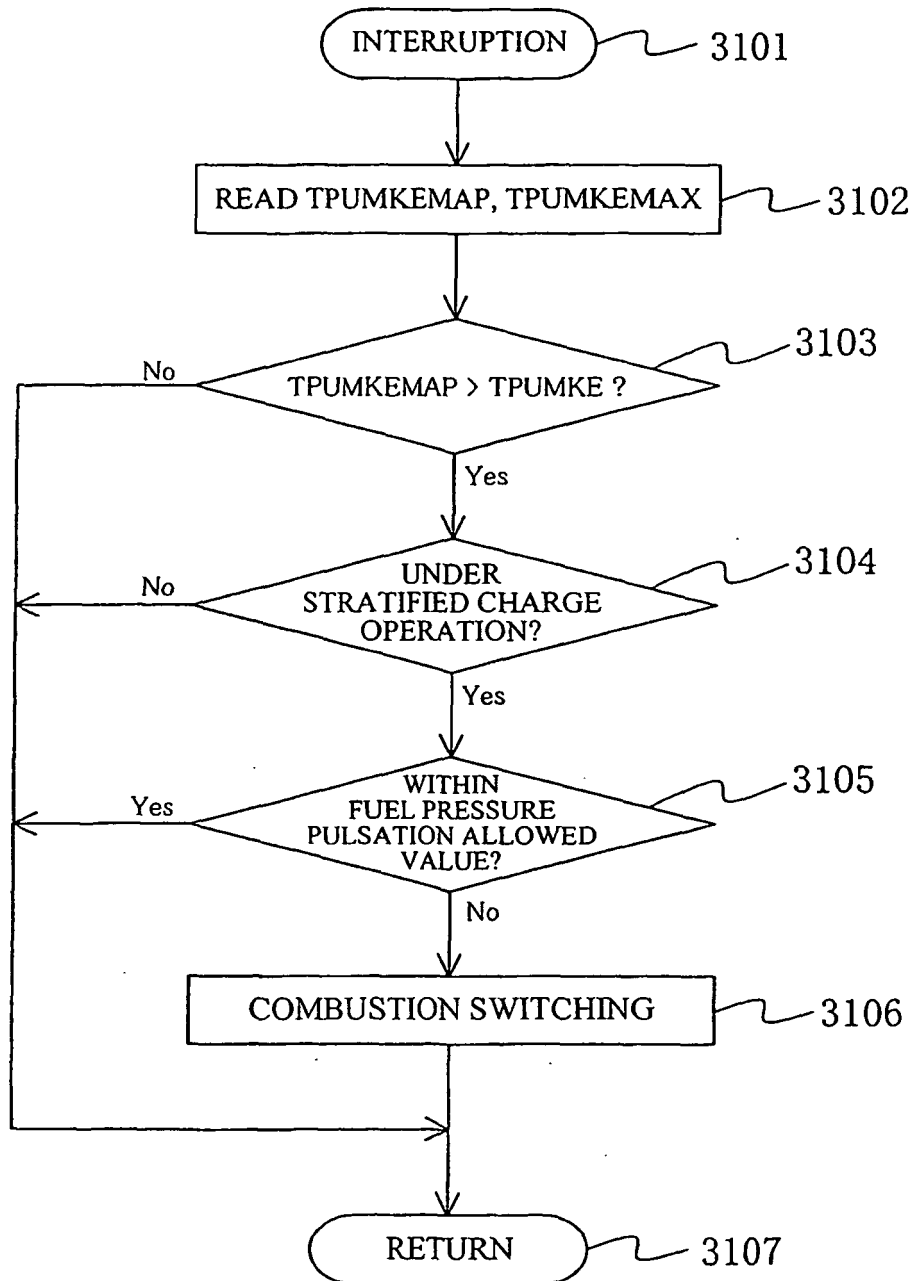 INTERRUPTION
3101
READ TPUMKEMAP, TPUMKEMAX
3102
3103
No
TPUMKEMAP > TPUMKE ?
Yes
3104
No
UNDER
STRATIFIED CHARGE
OPERATION?
Yes
3105
Yes
WITHIN
FUEL PRESSURE
PULSATION ALLOWED
VALUE?
No
COMBUSTION SWITCHING
3106
RETURN
3107